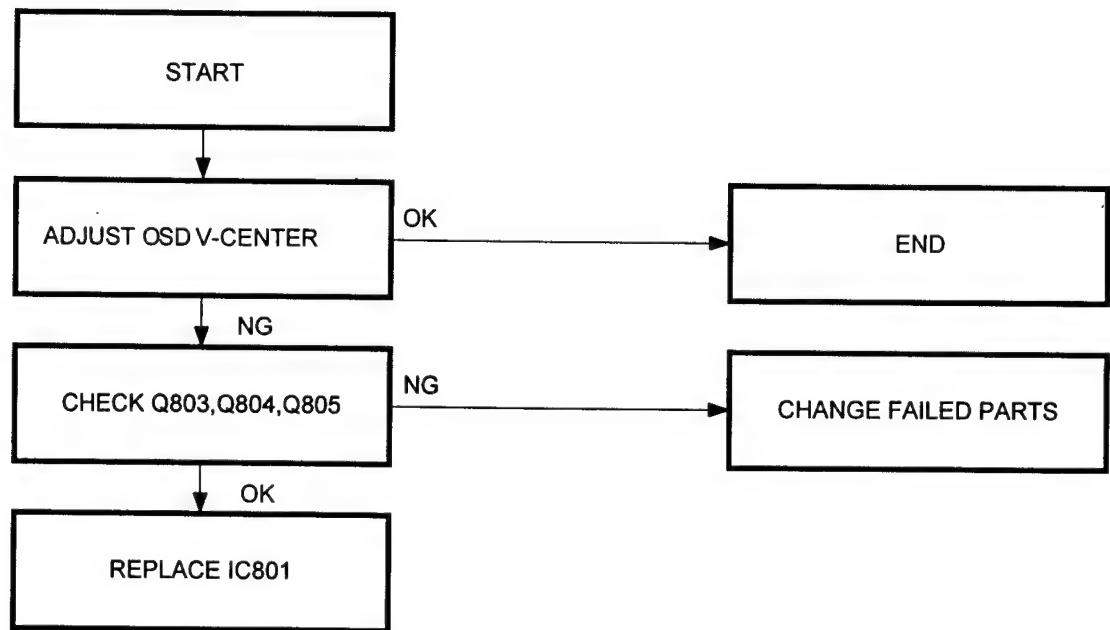 START
ADJUST OSD V-CENTER
OK
END
NG
CHECK Q803,Q804,Q805
NG
CHANGE FAILED PARTS
OK
REPLACE IC801